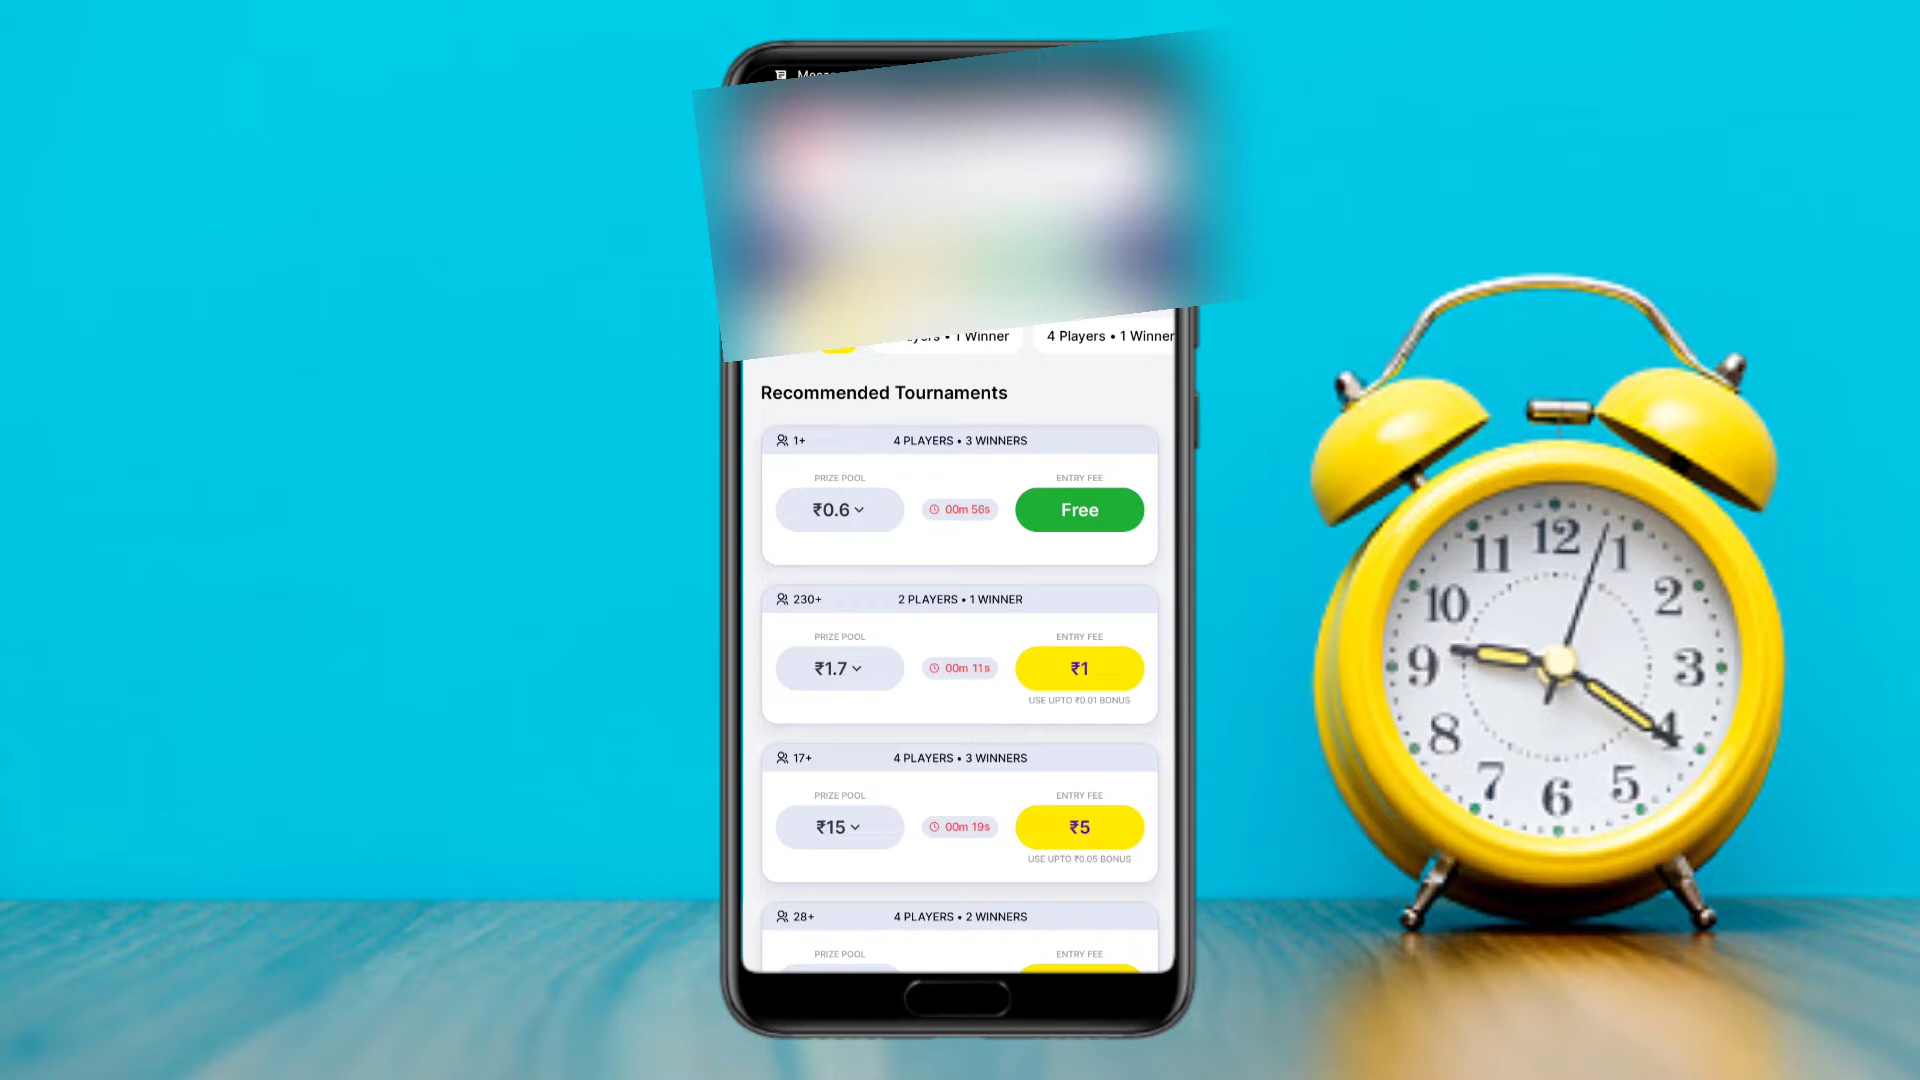 4 Players • 1 Winner
Recommended Tournaments
1+ 4 PLAYERS • 3 WINNERS
PRIZE POOL ENTRY FEE
₹0.6 00m 56s Free
230+ 2 PLAYERS • 1 WINNER
PRIZE POOL ENTRY FEE
₹1.7 00m 11s ₹1
USE UPTO ₹0.01 BONUS
17+ 4 PLAYERS • 3 WINNERS
PRIZE POOL ENTRY FEE
₹15 00m 19s ₹5
USE UPTO ₹0.05 BONUS
28+ 4 PLAYERS • 2 WINNERS
PRIZE POOL ENTRY FEE
12
1
2
3
4
5
6
7
8
9
10
11